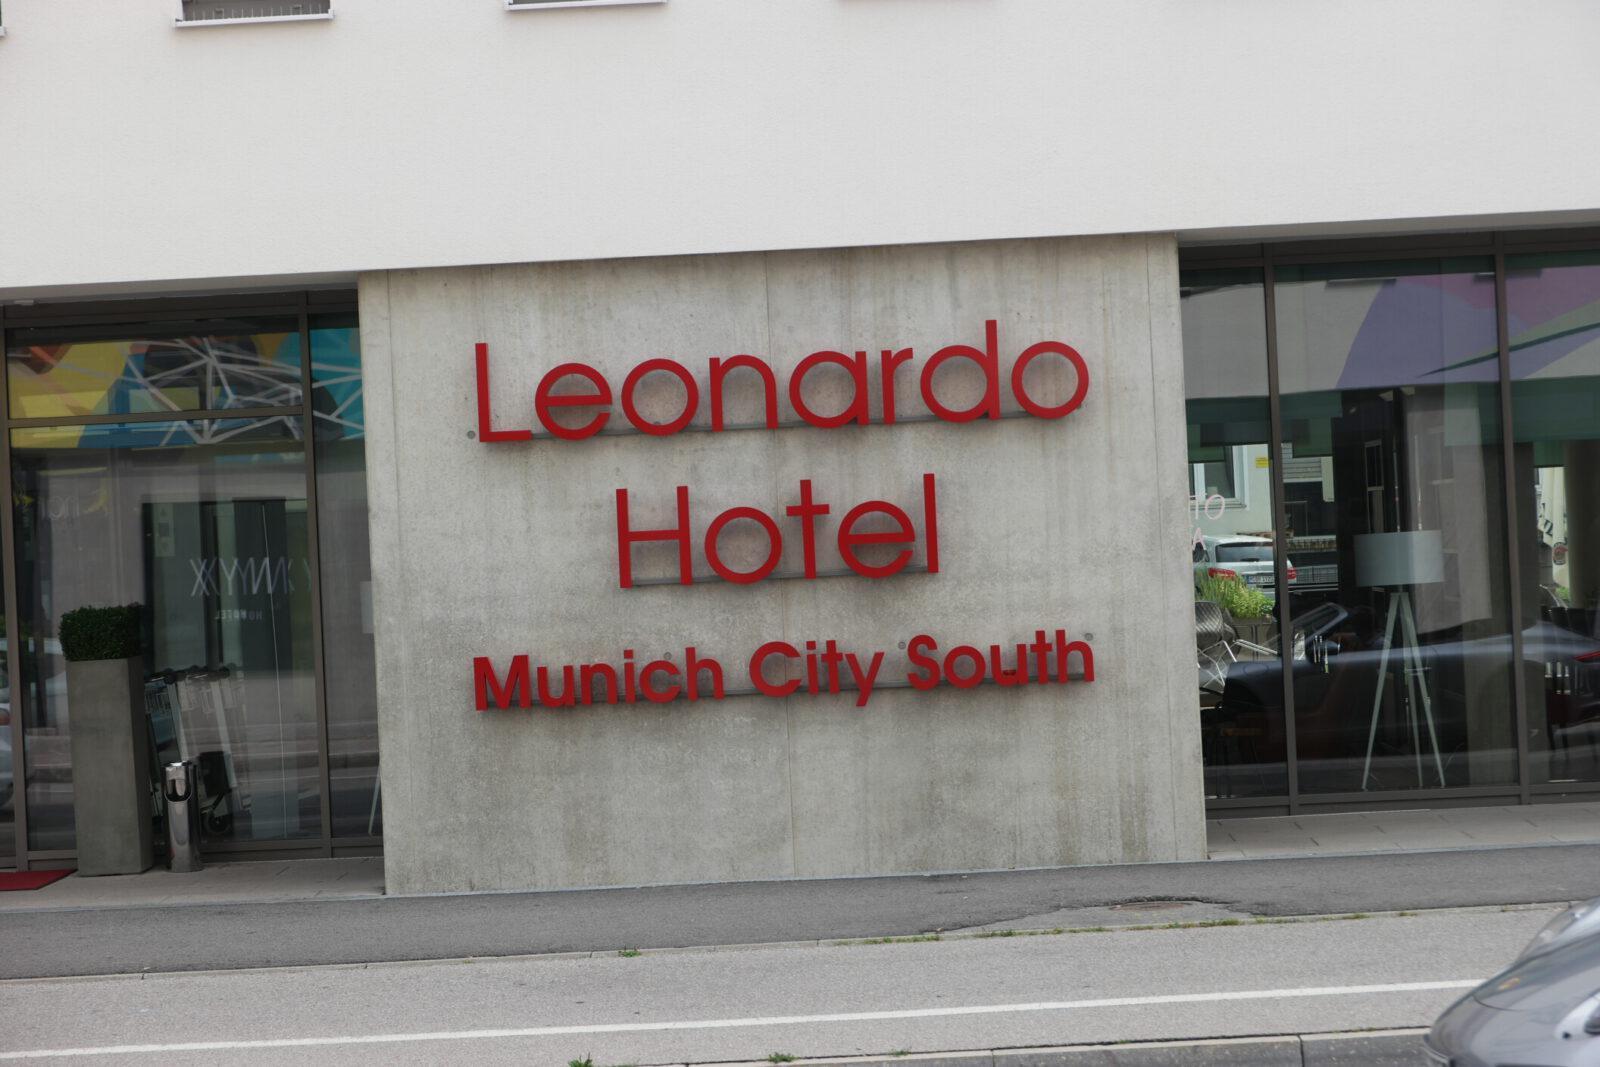 Leonardo
Hotel
Munich City South